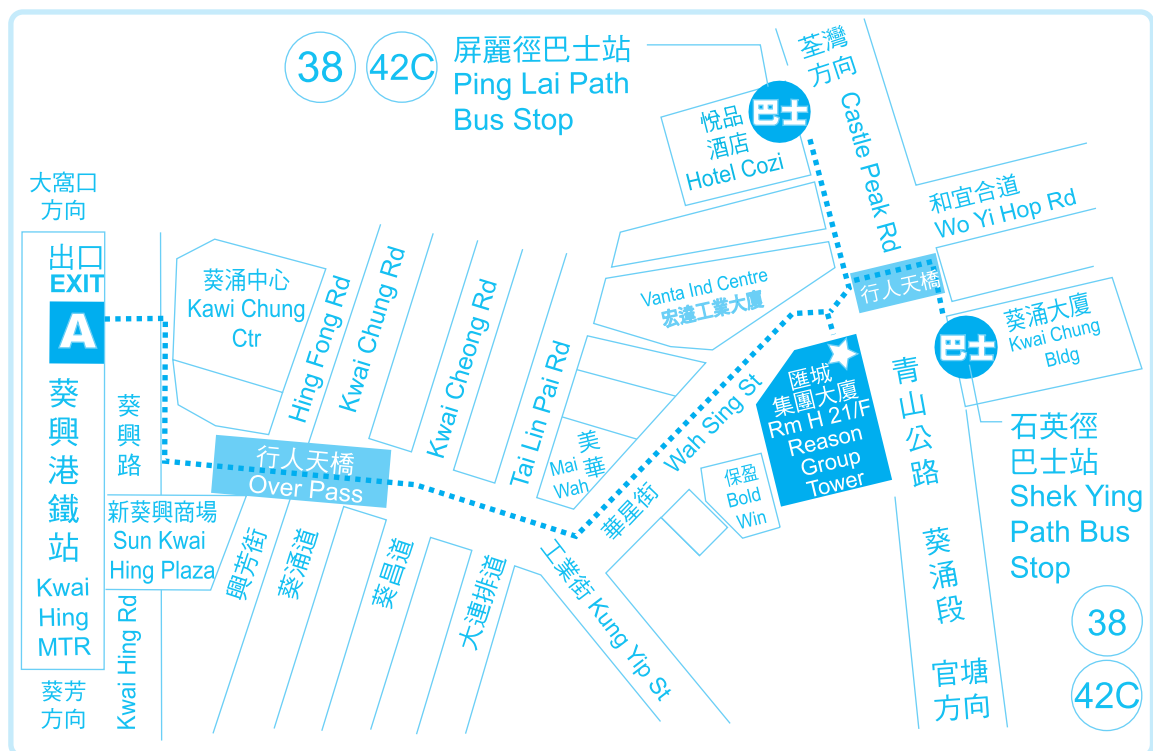 38
42C
屏麗徑巴士站
Ping Lai Path
Bus Stop
荃灣
方向
Castle Peak Rd
悅品
酒店
Hotel Cozi
巴士
和宜合道
Wo Yi Hop Rd
大窩口
方向
出口
EXIT
A
葵興港鐵站
Kwai
Hing
MTR
葵芳
方向
葵興路
Kwai Hing Rd
葵涌中心
Kawi Chung
Ctr
新葵興商場
Sun Kwai
Hing Plaza
Hing Fong Rd
Kwai Chung Rd
Kwai Cheong Rd
Tai Lin Pai Rd
行人天橋
Over Pass
興芳街
葵涌道
葵昌道
大連排道
工業街 Kung Yip St
Vanta Ind Centre
宏達工業大廈
美華
Mai
Wah
Wah Sing St
華星街
保盈
Bold
Win
匯城
集團大廈
Rm H 21/F
Reason
Group
Tower
行人天橋
巴士
葵涌大廈
Kwai Chung
Bldg
青山公路
葵涌段
官塘
方向
石英徑
巴士站
Shek Ying
Path Bus
Stop
38
42C